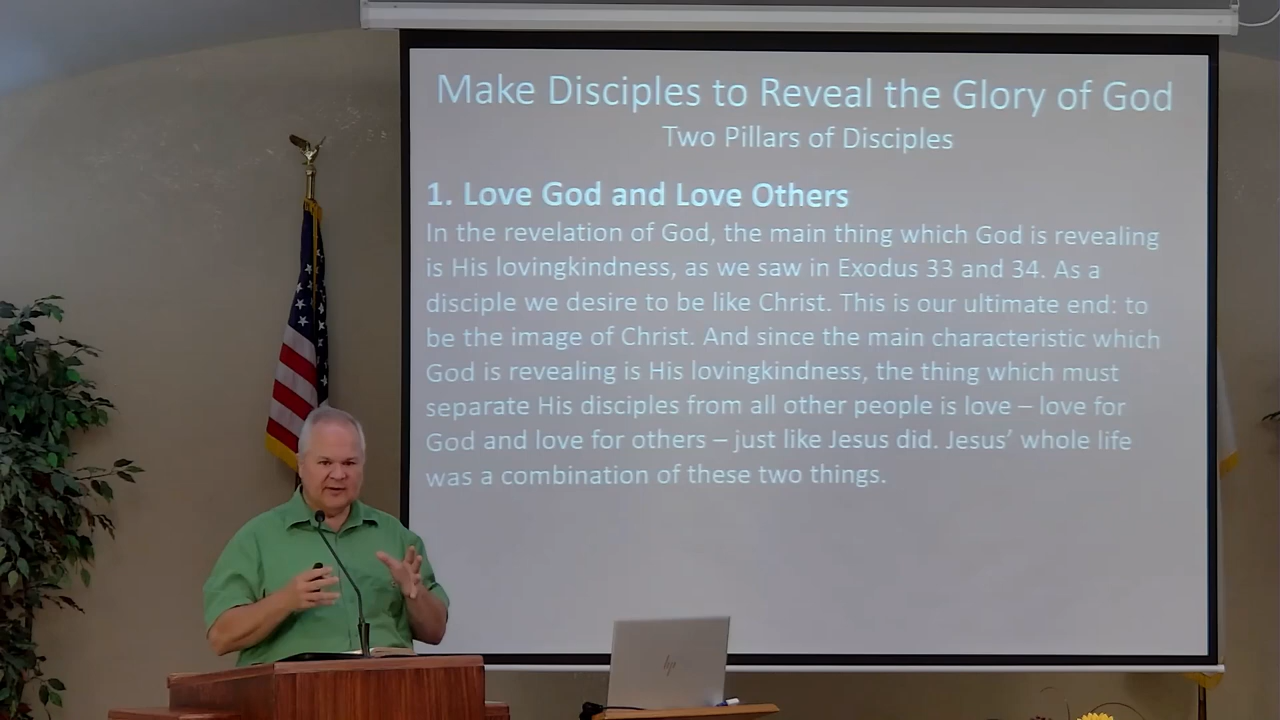 Make Disciples to Reveal the Glory of God
Two Pillars of Disciples
1. Love God and Love Others
In the revelation of God, the main thing which God is revealing
is His lovingkindness, as we saw in Exodus 33 and 34. As a
disciple we desire to be like Christ. This is our ultimate end: to
be the image of Christ. And since the main characteristic which
God is revealing is His lovingkindness, the thing which must
separate His disciples from all other people is love – love for
God and love for others – just like Jesus did. Jesus’ whole life
was a combination of these two things.
hp